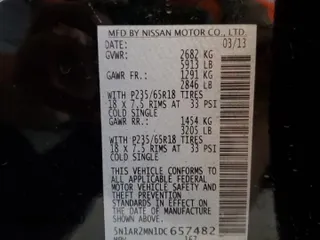 MFD BY NISSAN MOTOR CO., LTD.
DATE: 03/13
GVWR: 2682 KG
5913 LB
GAWR FR.: 1291 KG
2846 LB
WITH P235/65R18 TIRES
18 x 7.5 RIMS AT 33 PSI
COLD SINGLE
GAWR RR.: 1454 KG
3205 LB
WITH P235/65R18 TIRES
18 x 7.5 RIMS AT 33 PSI
COLD SINGLE
THIS VEHICLE CONFORMS TO ALL
APPLICABLE FEDERAL MOTOR
VEHICLE SAFETY AND
THEFT PREVENTION
STANDARDS IN EFFECT ON
THE DATE OF MANUFACTURE
SHOWN ABOVE.
5N1AR2MN1DC 657482